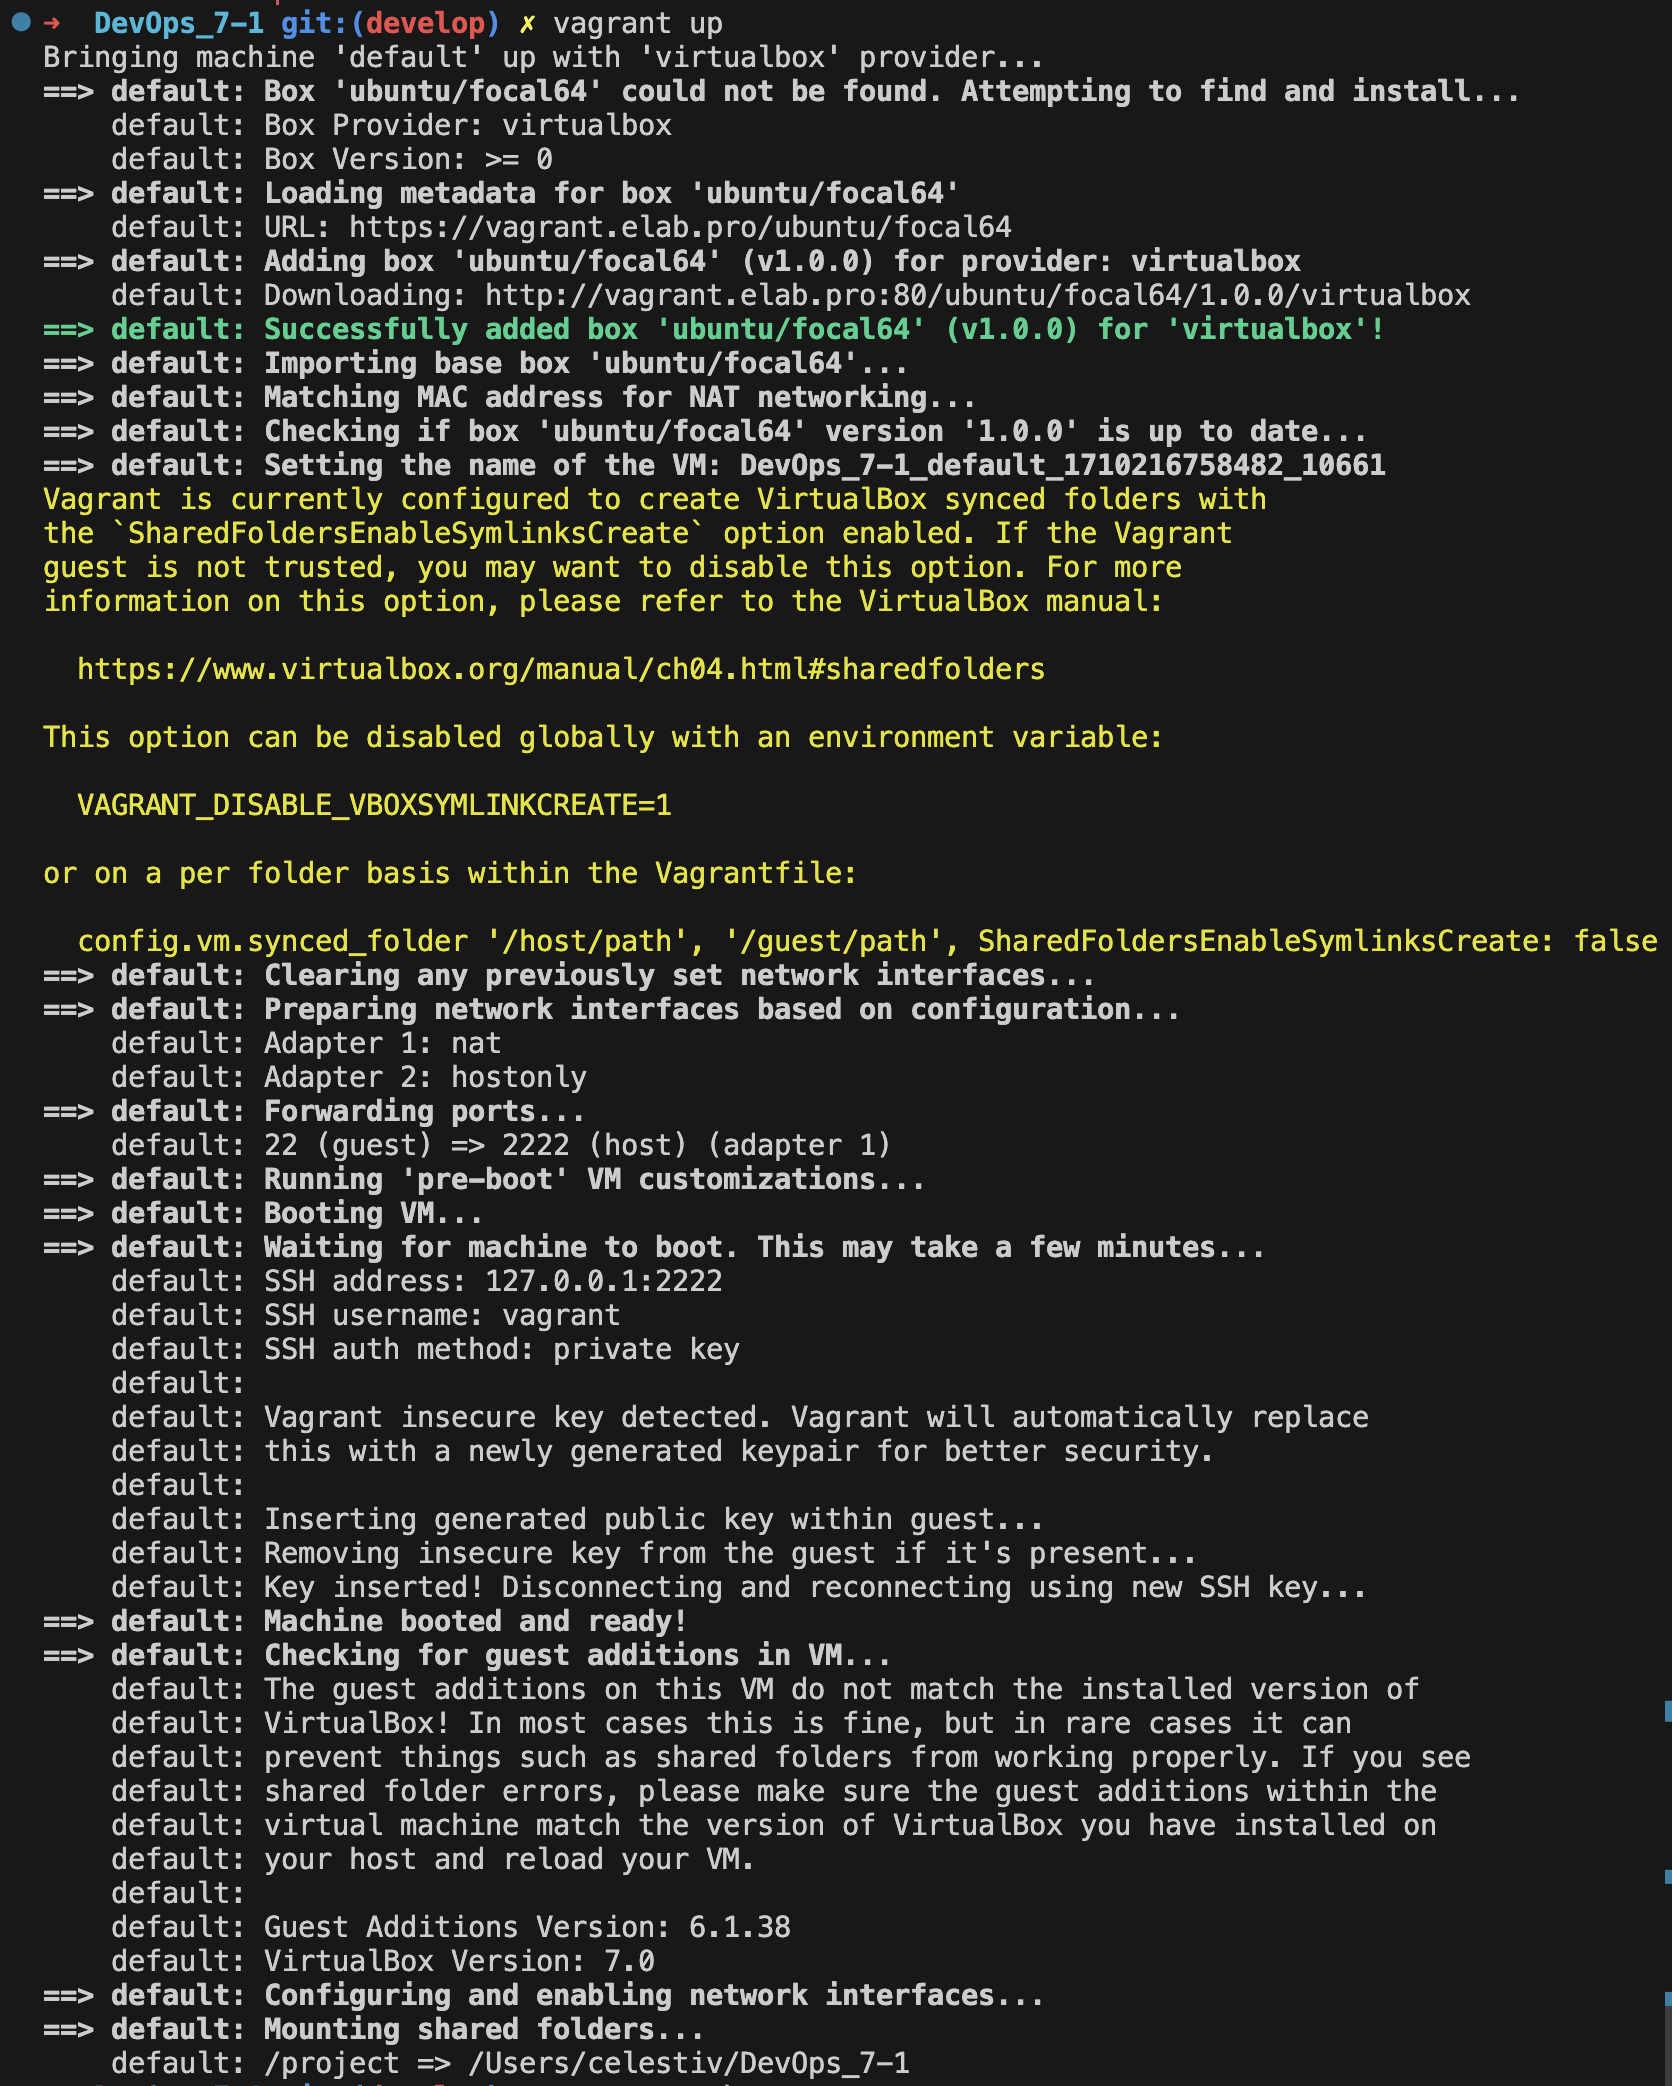 ➜  DevOps_7-1 git:(develop) ✗ vagrant up
Bringing machine 'default' up with 'virtualbox' provider...
==> default: Box 'ubuntu/focal64' could not be found. Attempting to find and install...
    default: Box Provider: virtualbox
    default: Box Version: >= 0
==> default: Loading metadata for box 'ubuntu/focal64'
    default: URL: https://vagrant.elab.pro/ubuntu/focal64
==> default: Adding box 'ubuntu/focal64' (v1.0.0) for provider: virtualbox
    default: Downloading: http://vagrant.elab.pro:80/ubuntu/focal64/1.0.0/virtualbox
==> default: Successfully added box 'ubuntu/focal64' (v1.0.0) for 'virtualbox'!
==> default: Importing base box 'ubuntu/focal64'...
==> default: Matching MAC address for NAT networking...
==> default: Checking if box 'ubuntu/focal64' version '1.0.0' is up to date...
==> default: Setting the name of the VM: DevOps_7-1_default_1710216758482_10661
Vagrant is currently configured to create VirtualBox synced folders with
the `SharedFoldersEnableSymlinksCreate` option enabled. If the Vagrant
guest is not trusted, you may want to disable this option. For more
information on this option, please refer to the VirtualBox manual:

  https://www.virtualbox.org/manual/ch04.html#sharedfolders

This option can be disabled globally with an environment variable:

  VAGRANT_DISABLE_VBOXSYMLINKCREATE=1

or on a per folder basis within the Vagrantfile:

  config.vm.synced_folder '/host/path', '/guest/path', SharedFoldersEnableSymlinksCreate: false
==> default: Clearing any previously set network interfaces...
==> default: Preparing network interfaces based on configuration...
    default: Adapter 1: nat
    default: Adapter 2: hostonly
==> default: Forwarding ports...
    default: 22 (guest) => 2222 (host) (adapter 1)
==> default: Running 'pre-boot' VM customizations...
==> default: Booting VM...
==> default: Waiting for machine to boot. This may take a few minutes...
    default: SSH address: 127.0.0.1:2222
    default: SSH username: vagrant
    default: SSH auth method: private key
    default:
    default: Vagrant insecure key detected. Vagrant will automatically replace
    default: this with a newly generated keypair for better security.
    default:
    default: Inserting generated public key within guest...
    default: Removing insecure key from the guest if it's present...
    default: Key inserted! Disconnecting and reconnecting using new SSH key...
==> default: Machine booted and ready!
==> default: Checking for guest additions in VM...
    default: The guest additions on this VM do not match the installed version of
    default: VirtualBox! In most cases this is fine, but in rare cases it can
    default: prevent things such as shared folders from working properly. If you see
    default: shared folder errors, please make sure the guest additions within the
    default: virtual machine match the version of VirtualBox you have installed on
    default: your host and reload your VM.
    default:
    default: Guest Additions Version: 6.1.38
    default: VirtualBox Version: 7.0
==> default: Configuring and enabling network interfaces...
==> default: Mounting shared folders...
    default: /project => /Users/celestiv/DevOps_7-1